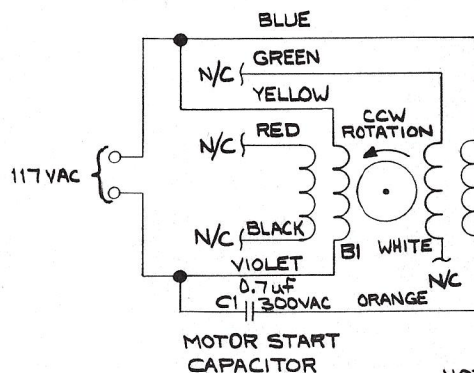 BLUE
N/C GREEN
YELLOW
CCW
ROTATION
N/C RED
117 VAC
N/C BLACK
B1 WHITE
N/C
VIOLET
0.7uf
C1 300VAC ORANGE
MOTOR START
CAPACITOR